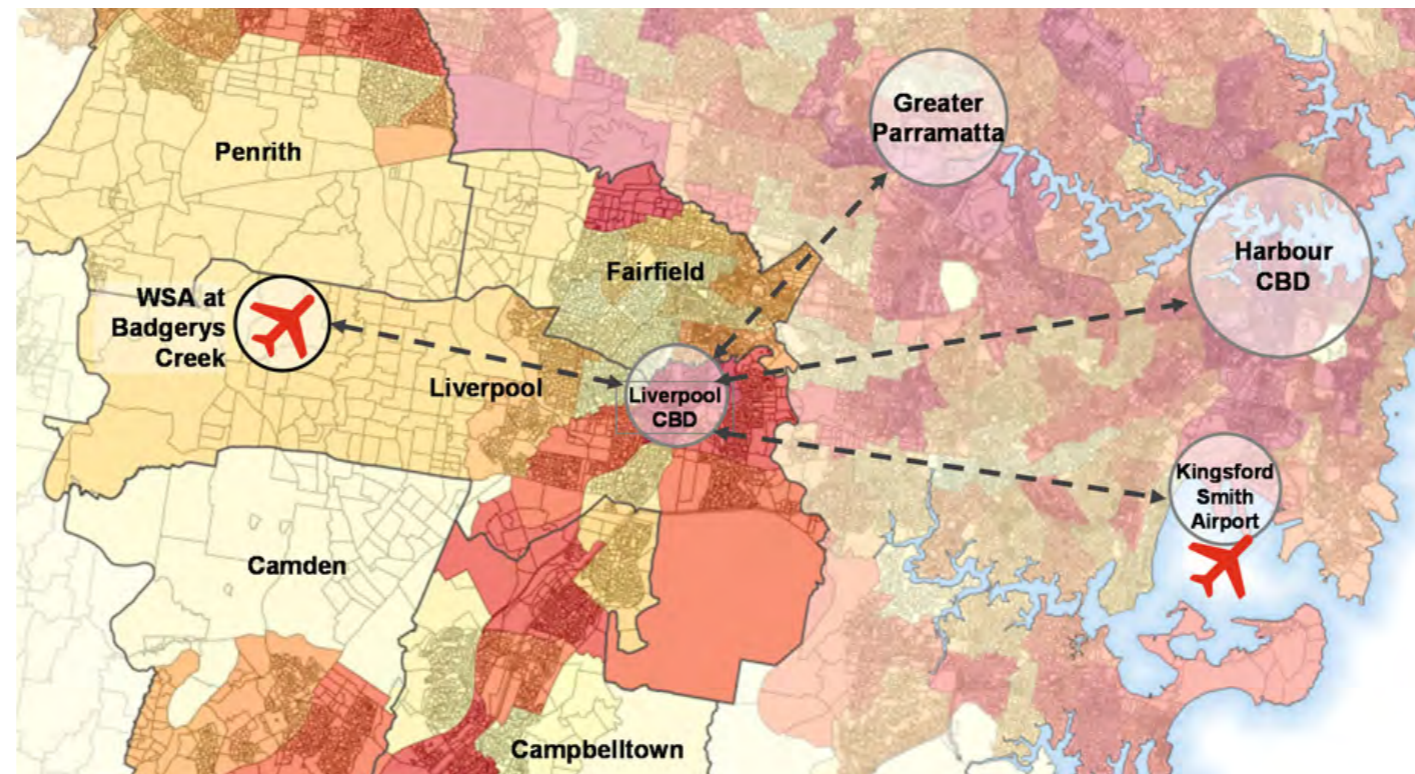 Greater
Parramatta
Penrith
Harbour
CBD
Fairfield
WSA at
Badgerys
Creek
Liverpool
Liverpool
CBD
Kingsford
Smith
Airport
Camden
Campbelltown